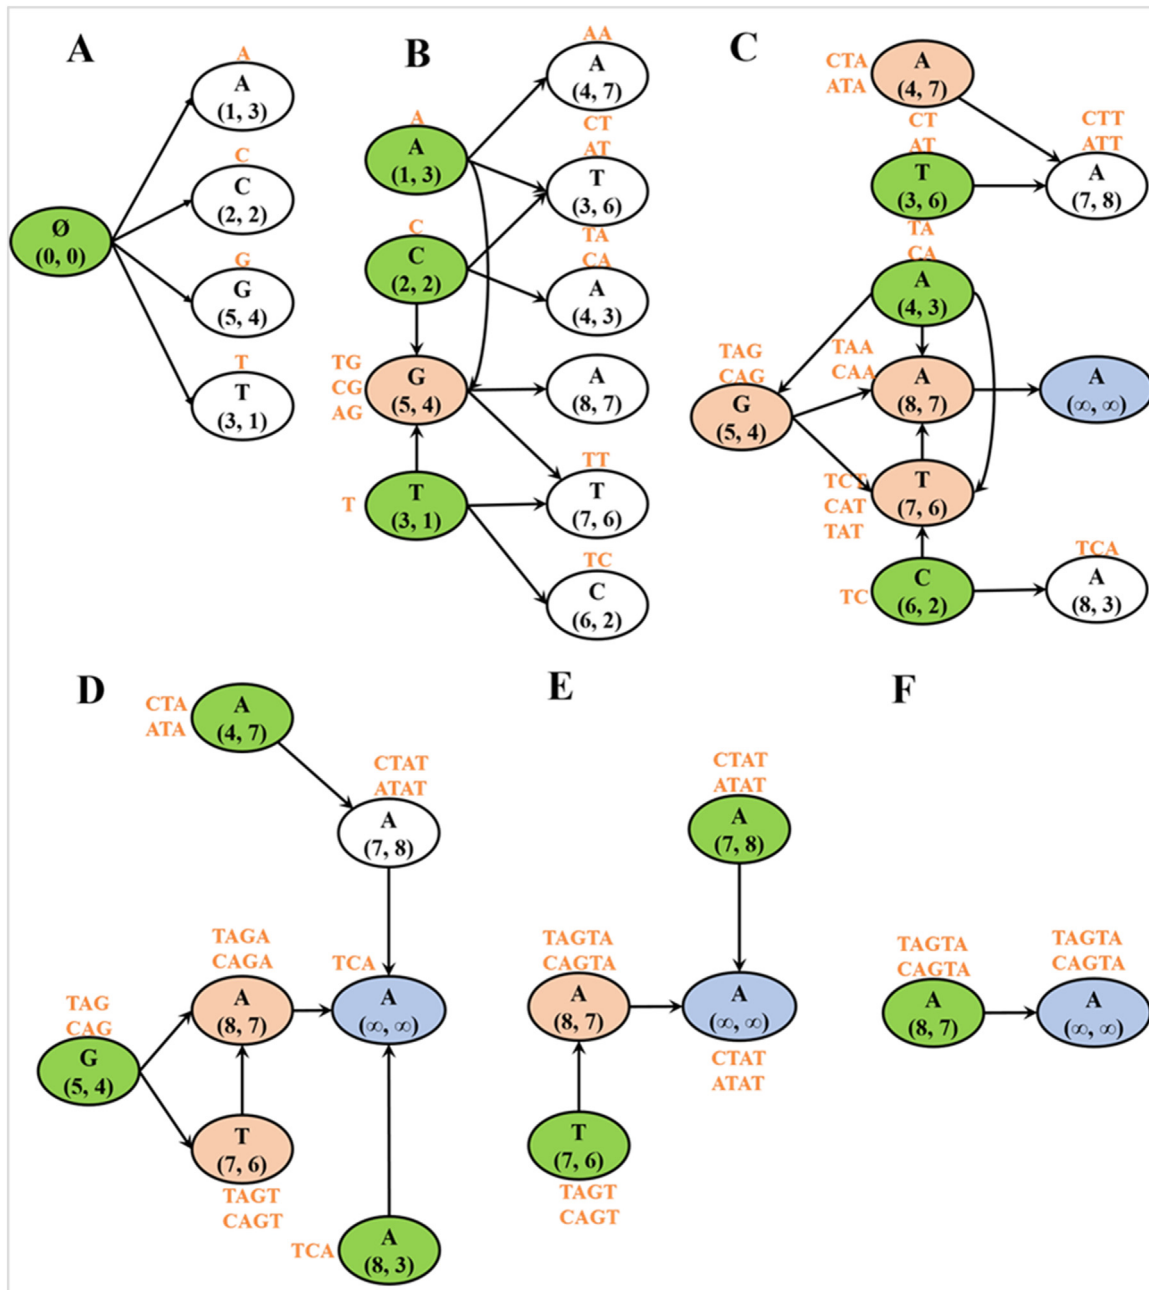 A
A
A
(1, 3)
C
C
(2, 2)
Ø
(0, 0)
G
G
(5, 4)
T
T
(3, 1)
B
AA
A
(4, 7)
A
A
(1, 3)
CT
AT
T
(3, 6)
C
C
(2, 2)
TA
CA
A
(4, 3)
TG
CG
AG
G
(5, 4)
A
(8, 7)
T
T
(3, 1)
TT
T
(7, 6)
TC
C
(6, 2)
C
CTA
ATA
A
(4, 7)
CT
AT
T
(3, 6)
CTT
ATT
A
(7, 8)
TA
CA
A
(4, 3)
TAG
CAG
G
(5, 4)
TAA
CAA
A
(8, 7)
A
(∞, ∞)
TCT
CAT
TAT
T
(7, 6)
TC
C
(6, 2)
TCA
A
(8, 3)
D
CTA
ATA
A
(4, 7)
CTAT
ATAT
A
(7, 8)
TAG
CAG
G
(5, 4)
TAGA
CAGA
A
(8, 7)
TCA
A
(∞, ∞)
T
(7, 6)
TAGT
CAGT
TCA
A
(8, 3)
E
CTAT
ATAT
A
(7, 8)
TAGTA
CAGTA
A
(8, 7)
A
(∞, ∞)
CTAT
ATAT
T
(7, 6)
TAGT
CAGT
F
TAGTA
CAGTA
A
(8, 7)
TAGTA
CAGTA
A
(∞, ∞)